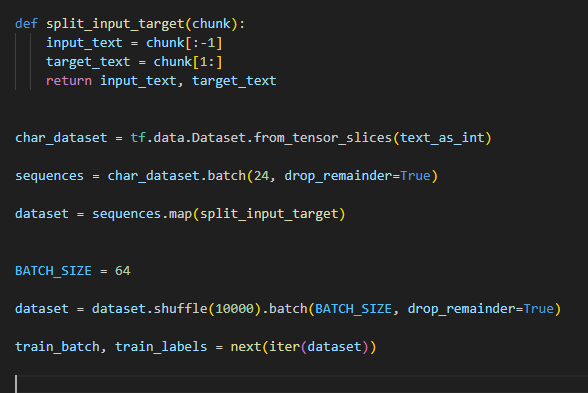 def split_input_target(chunk):
    input_text = chunk[:-1]
    target_text = chunk[1:]
    return input_text, target_text
char_dataset = tf.data.Dataset.from_tensor_slices(text_as_int)
sequences = char_dataset.batch(24, drop_remainder=True)
dataset = sequences.map(split_input_target)
BATCH_SIZE = 64
dataset = dataset.shuffle(10000).batch(BATCH_SIZE, drop_remainder=True)
train_batch, train_labels = next(iter(dataset))